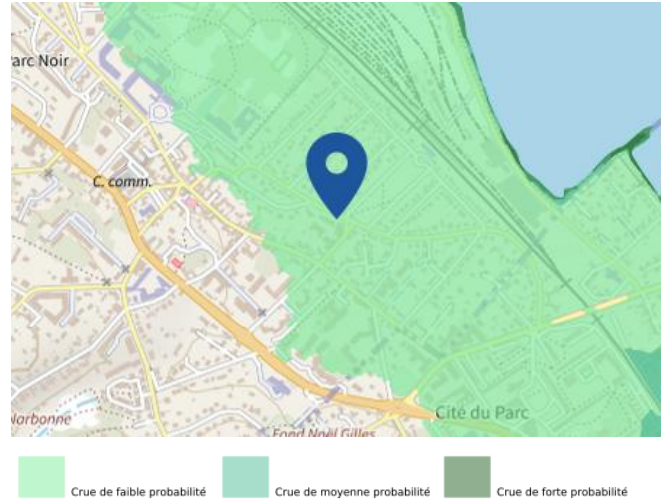 arc Noir
C. comm.
Cité du Parc
Narbonne
Fond Noël Gilles
Crue de faible probabilité
Crue de moyenne probabilité
Crue de forte probabilité